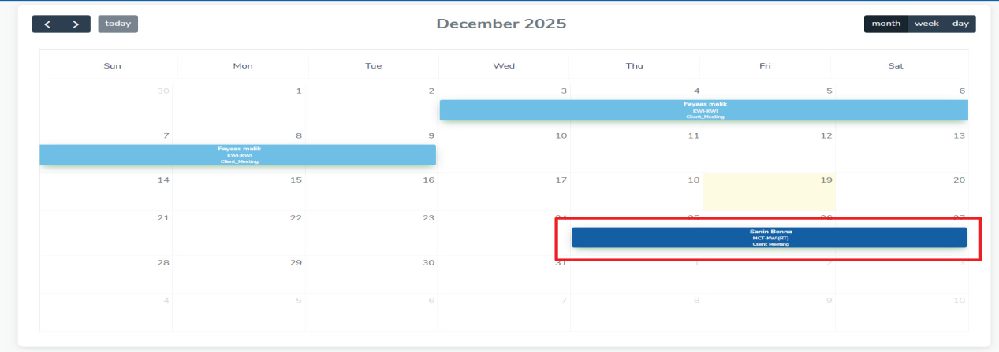 < > today December 2025 month week day
Sun Mon Tue Wed Thu Fri Sat
30 1 2 3 4 5 6
Fayaas malik
KWI-KWI
Client_Meeting
7 8 9 10 11 12 13
Fayaas malik
KWI-KWI
Client_Meeting
14 15 16 17 18 19 20
21 22 23 24 25 26 27
Sanin Benna
MCT-KWI(RT)
Client Meeting
28 29 30 31 1 2 3
4 5 6 7 8 9 10